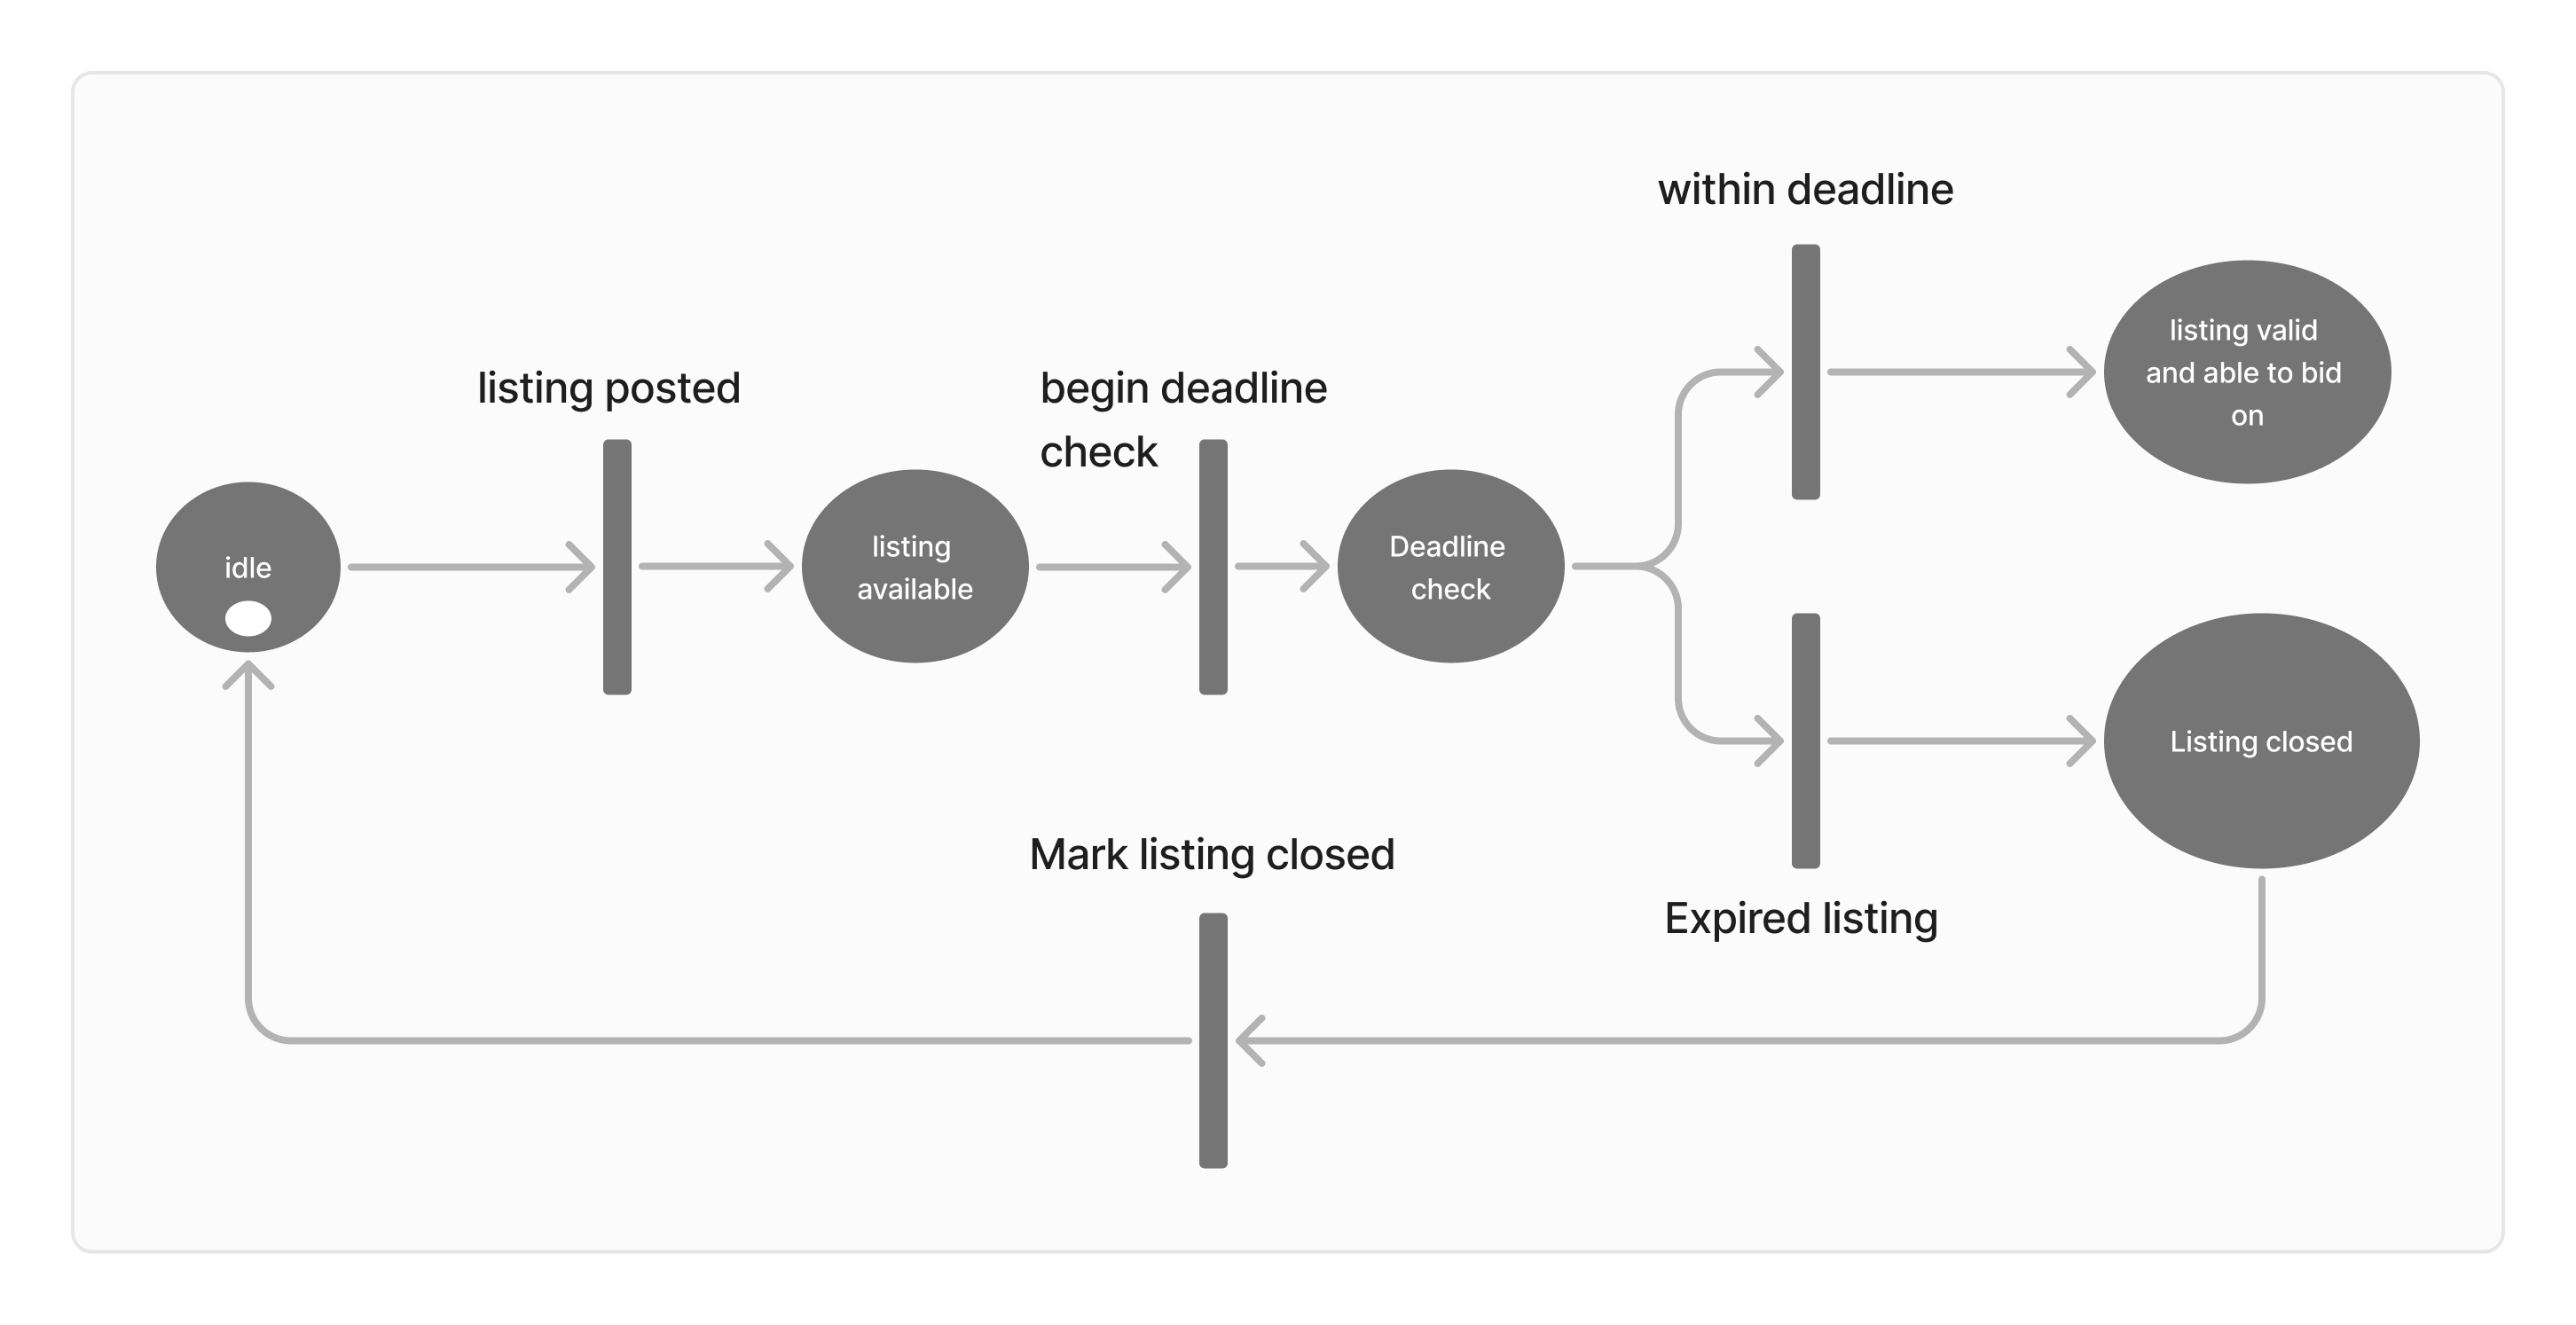 within deadline
listing valid
and able to bid
on
listing posted
begin deadline
check
idle
listing
available
Deadline
check
Listing closed
Mark listing closed
Expired listing